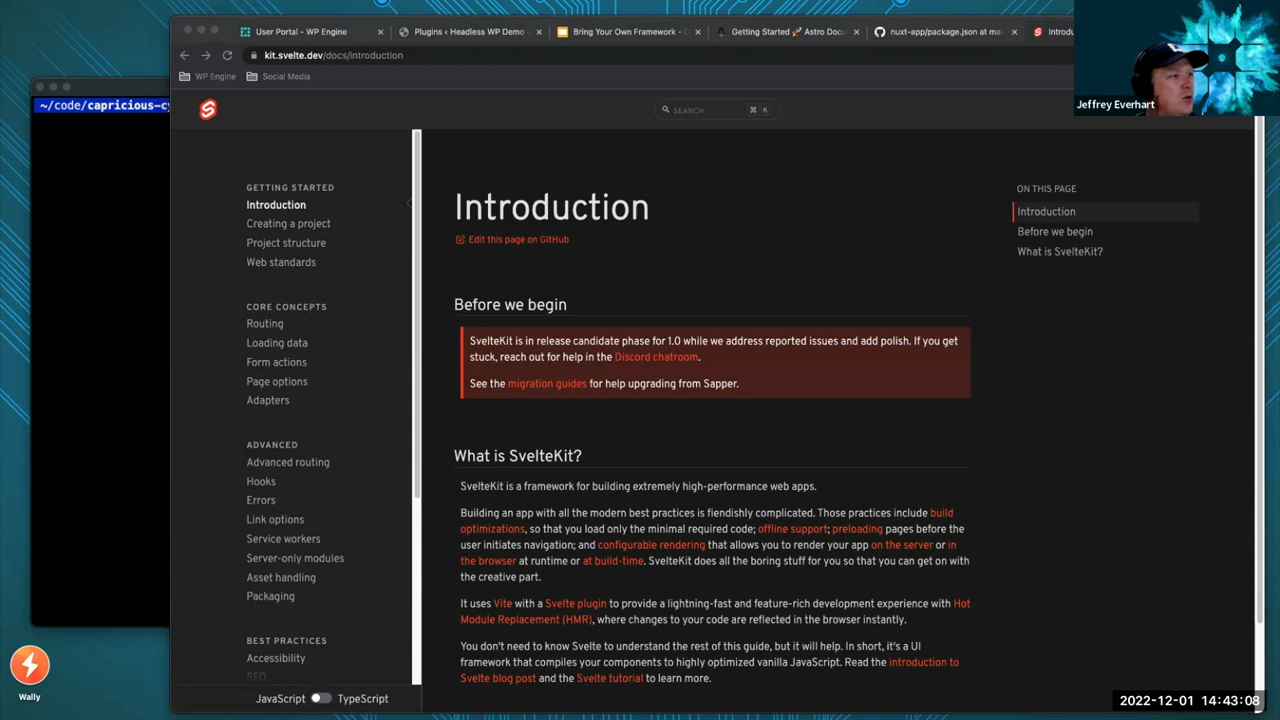 User Portal - WP Engine
Plugins ‹ Headless WP Demo -
Bring Your Own Framework -
Getting Started 🚀 Astro Docu
nuxt-app/package.json at mai
Introdu
kit.svelte.dev/docs/introduction
WP Engine
Social Media
Jeffrey Everhart
~/code/capricious-cy
SEARCH
⌘ K
GETTING STARTED
Introduction
Creating a project
Project structure
Web standards
CORE CONCEPTS
Routing
Loading data
Form actions
Page options
Adapters
ADVANCED
Advanced routing
Hooks
Errors
Link options
Service workers
Server-only modules
Asset handling
Packaging
BEST PRACTICES
Accessibility
SEO
JavaScript
TypeScript
Introduction
Edit this page on GitHub
Before we begin
SvelteKit is in release candidate phase for 1.0 while we address reported issues and add polish. If you get
stuck, reach out for help in the Discord chatroom.
See the migration guides for help upgrading from Sapper.
What is SvelteKit?
SvelteKit is a framework for building extremely high-performance web apps.
Building an app with all the modern best practices is fiendishly complicated. Those practices include build
optimizations, so that you load only the minimal required code; offline support; preloading pages before the
user initiates navigation; and configurable rendering that allows you to render your app on the server or in
the browser at runtime or at build-time. SvelteKit does all the boring stuff for you so that you can get on with
the creative part.
It uses Vite with a Svelte plugin to provide a lightning-fast and feature-rich development experience with Hot
Module Replacement (HMR), where changes to your code are reflected in the browser instantly.
You don't need to know Svelte to understand the rest of this guide, but it will help. In short, it's a UI
framework that compiles your components to highly optimized vanilla JavaScript. Read the introduction to
Svelte blog post and the Svelte tutorial to learn more.
ON THIS PAGE
Introduction
Before we begin
What is SvelteKit?
Wally
2022-12-01 14:43:08